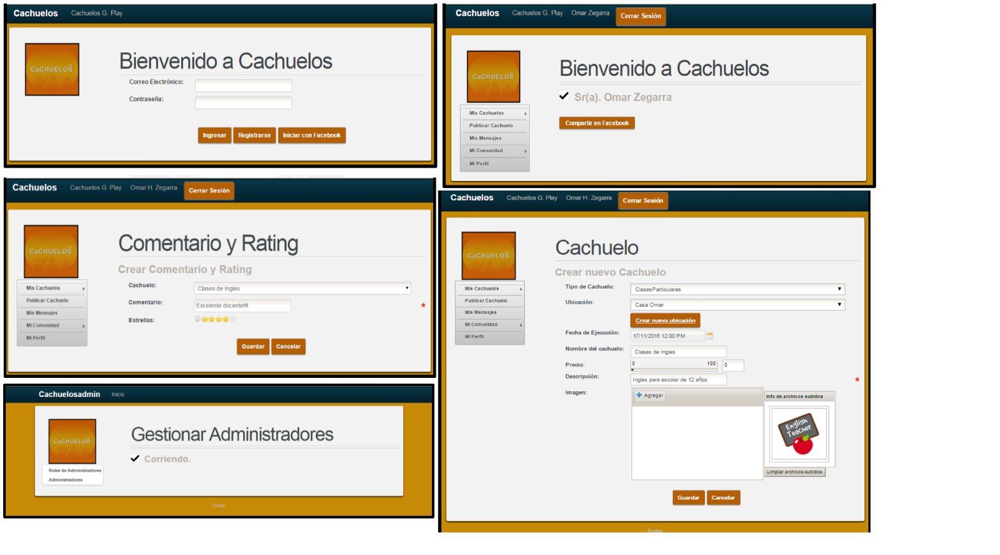 Cachuelos Cachuelos G. Play
CaCHUELOS
Bienvenido a Cachuelos
Correo Electrónico:
Contraseña:
Ingresar Registrarse Iniciar con Facebook
Cachuelos Cachuelos G. Play Omar Zegarra Cerrar Sesión
CaCHUELOS
Bienvenido a Cachuelos
Sr(a). Omar Zegarra
Compartir en Facebook
Mis Cachuelos
Publicar Cachuelo
Mis Mensajes
Mi Comunidad
Mi Perfil
Cachuelos Cachuelos G. Play Omar H. Zegarra Cerrar Sesión
CaCHUELOS
Comentario y Rating
Crear Comentario y Rating
Mis Cachuelos
Publicar Cachuelo
Mis Mensajes
Mi Comunidad
Mi Perfil
Cachuelo: Clases de Ingles
Comentario: Excelente docente!!! *
Estrellas:
Guardar Cancelar
Cachuelos Cachuelos G. Play Omar H. Zegarra Cerrar Sesión
CaCHUELOS
Cachuelo
Crear nuevo Cachuelo
Mis Cachuelos
Publicar Cachuelo
Mis Mensajes
Mi Comunidad
Mi Perfil
Tipo de Cachuelo: ClasesParticulares
Ubicación: Casa Omar
Crear nueva ubicación
Fecha de Ejecución: 17/11/2016 12:00 PM
Nombre del cachuelo: Clases de Ingles
Precio: 0 100 0
Descripción: Ingles para escolar de 12 años. *
Imagen: Agregar
Info de archivos subidos
English
Teacher
Limpiar archivos subidos
Guardar Cancelar
Footer
Cachuelosadmin Inicio
CaCHUELOS
Gestionar Administradores
Corriendo.
Roles de Administradores
Administradores
Footer